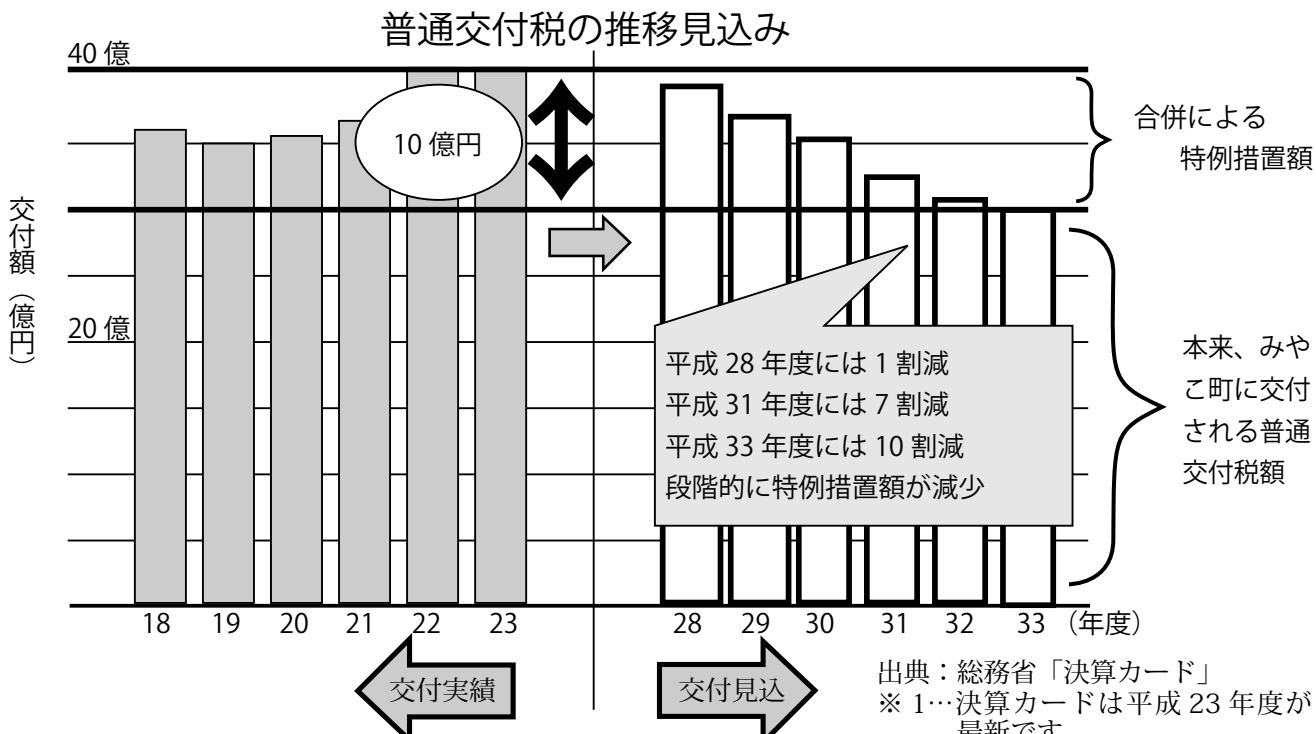 普通交付税の推移見込み
40 億
20 億
交付額（億円）
10 億円
合併による
特例措置額
本来、みや
こ町に交付
される普通
交付税額
平成 28 年度には 1 割減
平成 31 年度には 7 割減
平成 33 年度には 10 割減
段階的に特例措置額が減少
18 19 20 21 22 23 28 29 30 31 32 33 （年度）
交付実績
交付見込
出典：総務省「決算カード」
※ 1…決算カードは平成 23 年度が
最新です